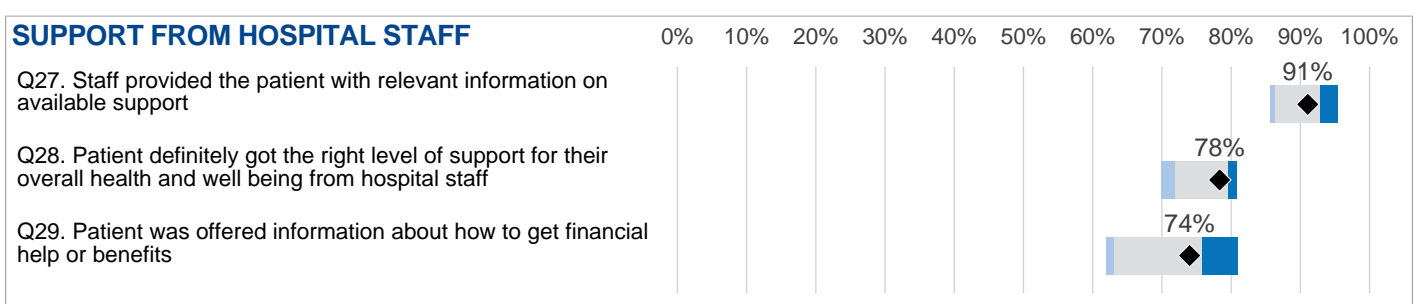 SUPPORT FROM HOSPITAL STAFF
0% 10% 20% 30% 40% 50% 60% 70% 80% 90% 100%
Q27. Staff provided the patient with relevant information on
available support
91%
Q28. Patient definitely got the right level of support for their
overall health and well being from hospital staff
78%
Q29. Patient was offered information about how to get financial
help or benefits
74%